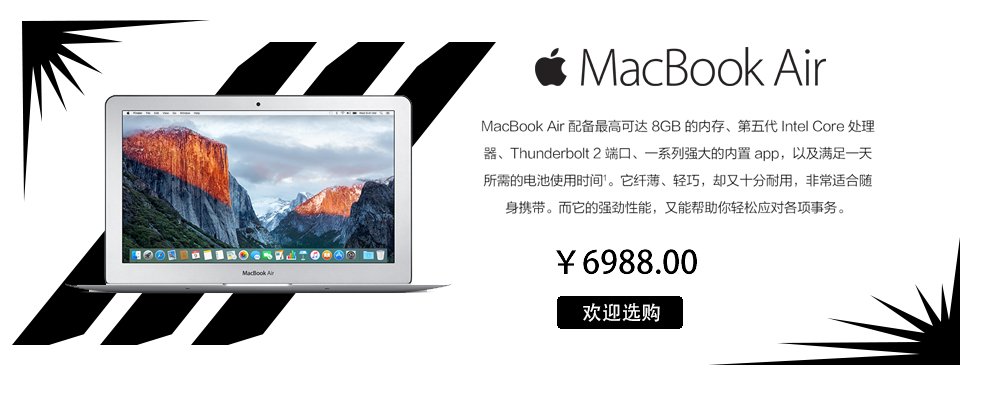 MacBook Air
MacBook Air 配备最高可达 8GB 的内存、第五代 Intel Core 处理
器、Thunderbolt 2 端口、一系列强大的内置 app，以及满足一天
所需的电池使用时间¹。它纤薄、轻巧，却又十分耐用，非常适合随
身携带。而它的强劲性能，又能帮助你轻松应对各项事务。
￥6988.00
欢迎选购
MacBook Air